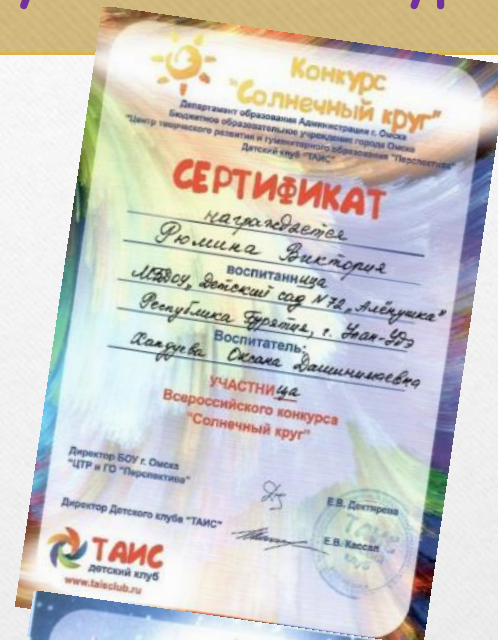 Конкурс
"Солнечный круг"
Департамент образования Администрации г. Омска
Бюджетное образовательное учреждение города Омска
"Центр творческого развития и гуманитарного образования "Перспектива"
Детский клуб "ТАИС"
СЕРТИФИКАТ
награждается
Рюмина Виктория
воспитанница
МБДОУ "Детский сад №72 "Алёнушка"
Республика Бурятия, г. Улан-Удэ
Воспитатель:
Хандуева Оксана
УЧАСТНИца
Всероссийского конкурса
"Солнечный круг"
Директор БОУ г. Омска
"ЦТР и ГО "Перспектива"
Е.В. Дектярева
Директор Детского клуба "ТАИС"
Е.В. Кассал
ТАИС
детский клуб
www.taisclub.ru